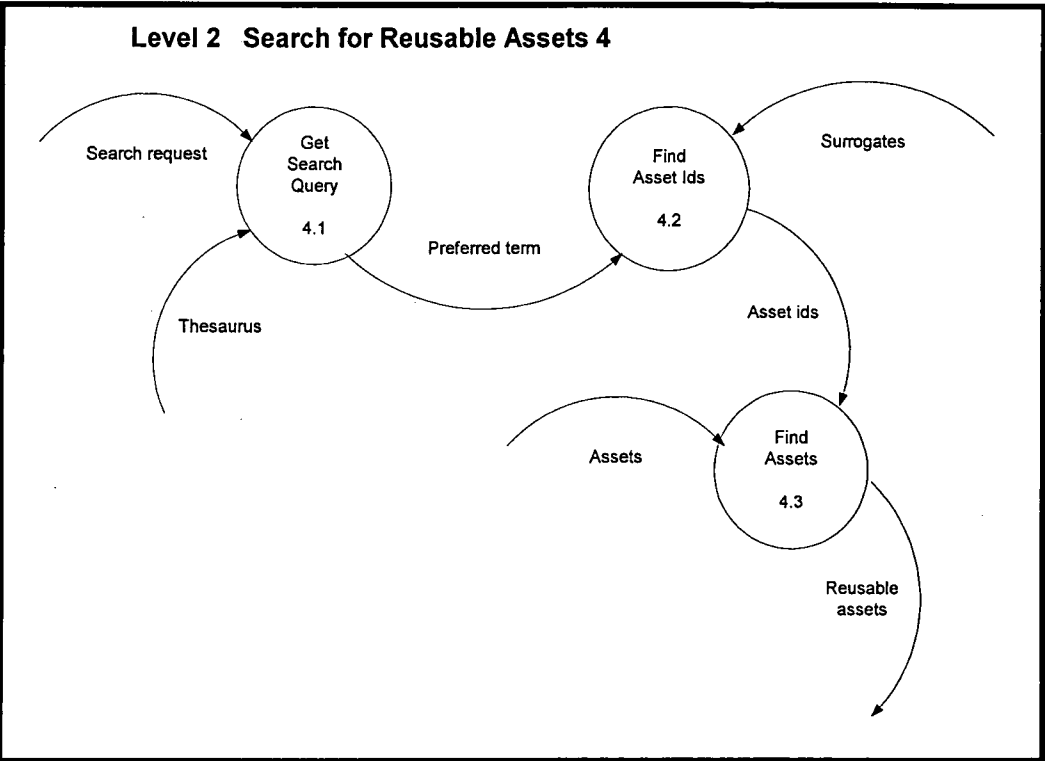 Level 2 Search for Reusable Assets 4
Search request
Get
Search
Query
4.1
Find
Asset Ids
4.2
Surrogates
Preferred term
Thesaurus
Asset ids
Assets
Find
Assets
4.3
Reusable
assets